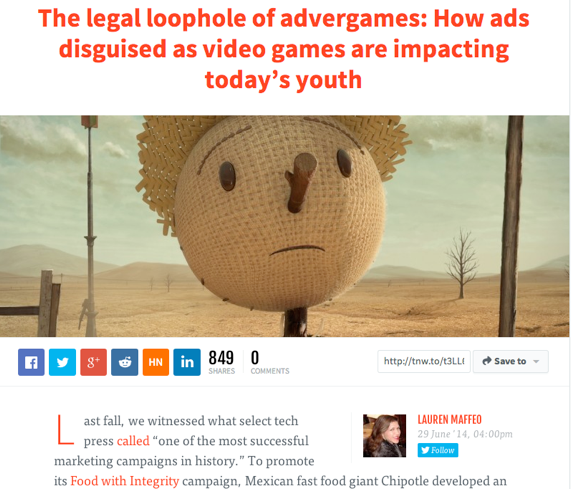 The legal loophole of advergames: How ads
disguised as video games are impacting
today's youth
849
SHARES
0
COMMENTS
g+
HN
in
http://tnw.to/t3LLI
Save to
Last fall, we witnessed what select tech
press called “one of the most successful
marketing campaigns in history.” To promote
its Food with Integrity campaign, Mexican fast food giant Chipotle developed an
LAUREN MAFFEO
29 June '14, 04:00pm
Follow